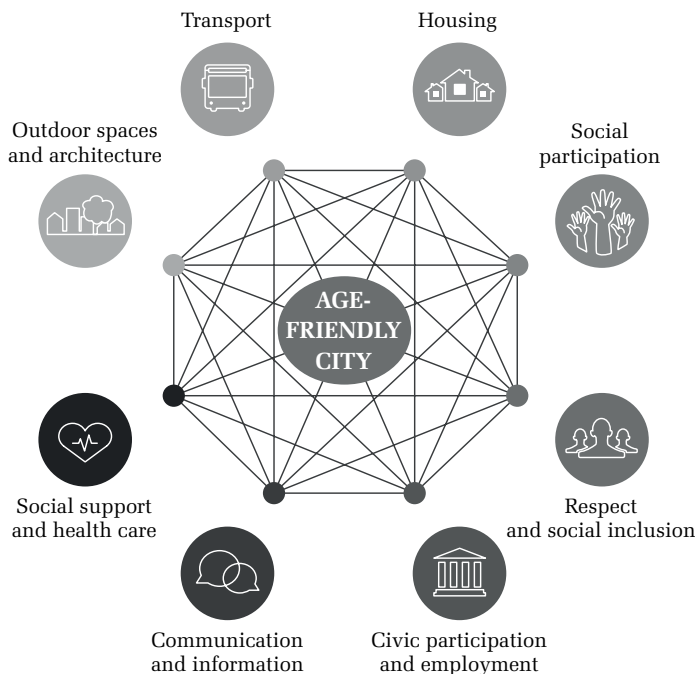 Transport
Housing
Outdoor spaces
and architecture
Social
participation
AGE-
FRIENDLY
CITY
Social support
and health care
Respect
and social inclusion
Communication
and information
Civic participation
and employment